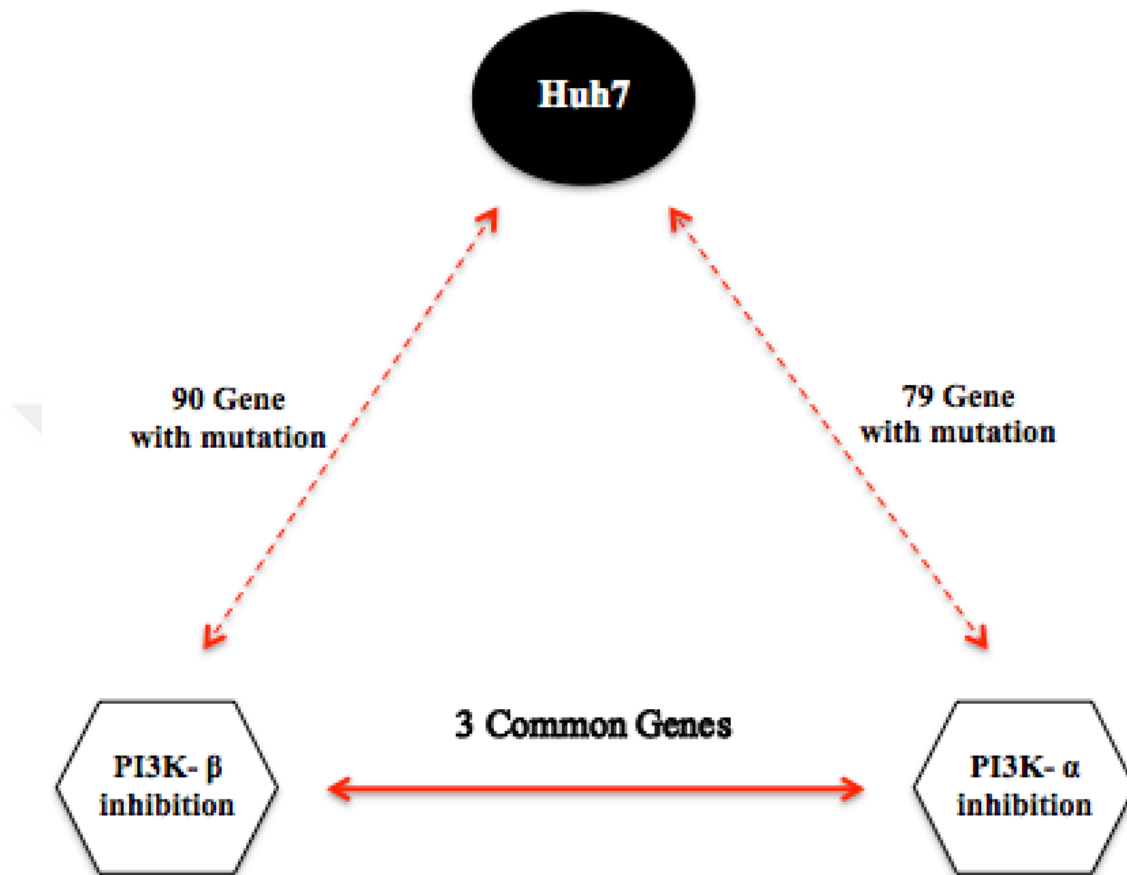 Huh7
90 Gene
with mutation
79 Gene
with mutation
3 Common Genes
PI3K- β
inhibition
PI3K- α
inhibition